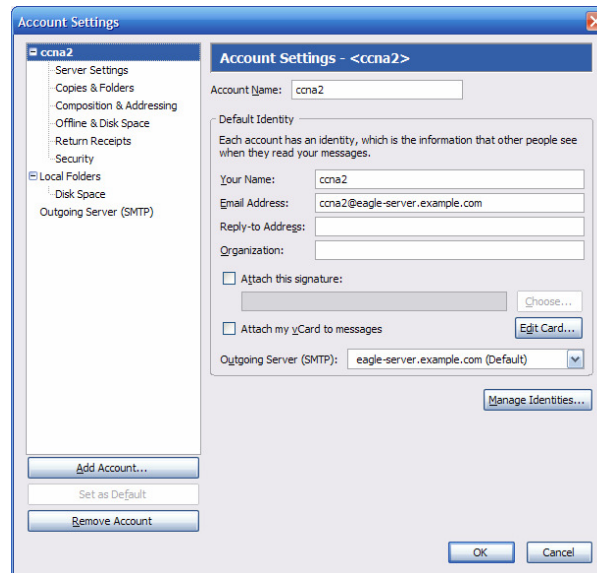 Account Settings
ccna2
Server Settings
Copies & Folders
Composition & Addressing
Offline & Disk Space
Return Receipts
Security
Local Folders
Disk Space
Outgoing Server (SMTP)
Add Account...
Set as Default
Remove Account
Account Settings - <ccna2>
Account Name: ccna2
Default Identity
Each account has an identity, which is the information that other people see
when they read your messages.
Your Name: ccna2
Email Address: ccna2@eagle-server.example.com
Reply-to Address:
Organization:
Attach this signature:
Choose...
Attach my vCard to messages
Edit Card...
Outgoing Server (SMTP): eagle-server.example.com (Default)
Manage Identities...
OK Cancel